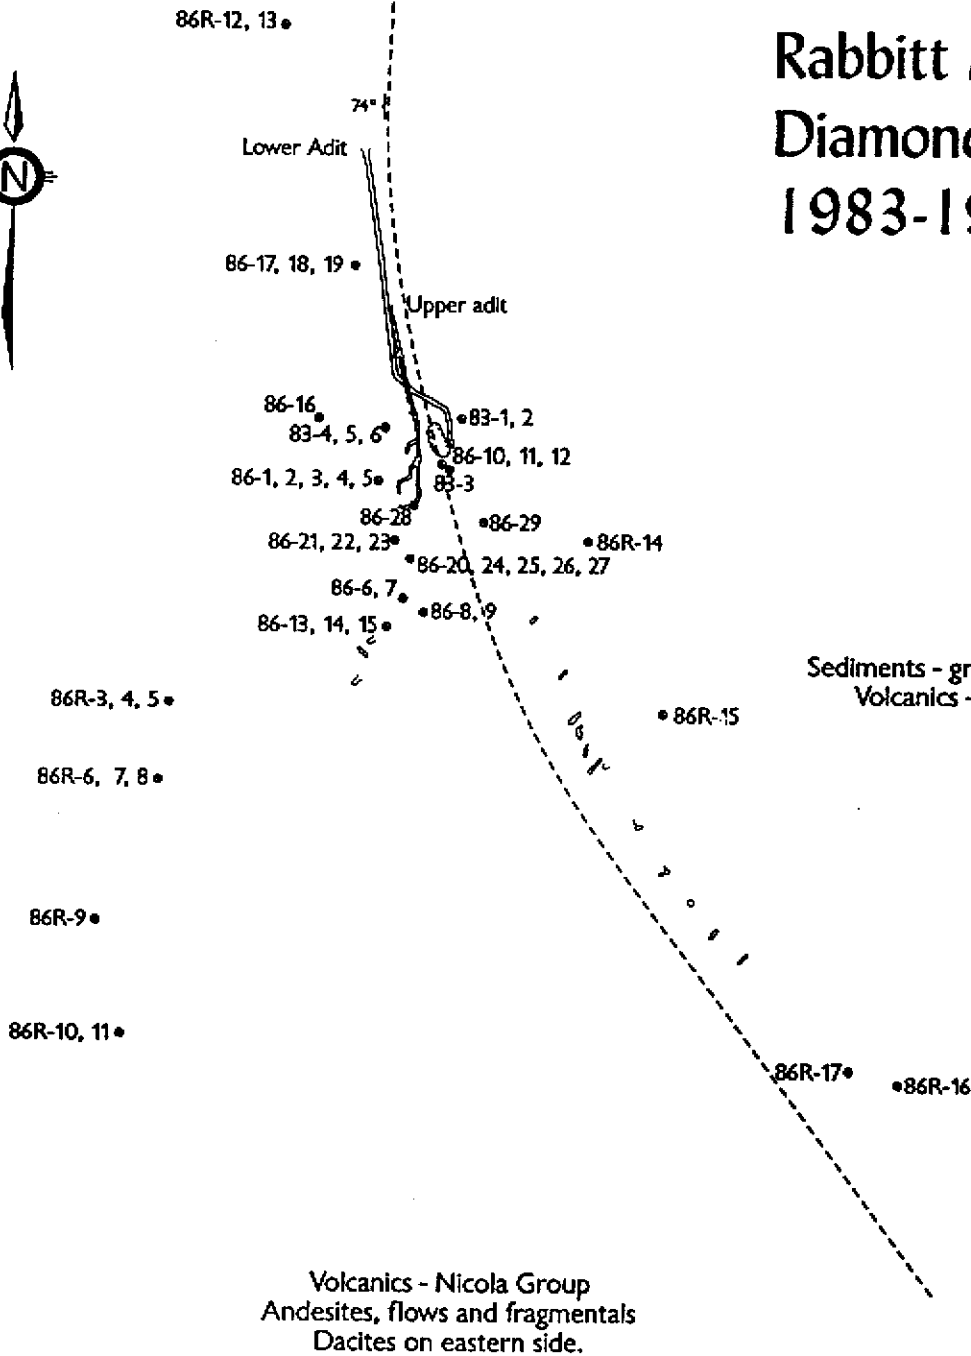 86R-12, 13
Rabbitt
Diamond
1983-19
74°
Lower Adit
N
86-17, 18, 19
Upper adit
86-16
83-1, 2
83-4, 5, 6
86-10, 11, 12
86-1, 2, 3, 4, 5
83-3
86-28
86-29
86-21, 22, 23
86R-14
86-20, 24, 25, 26, 27
86-6, 7
86-8, 9
86-13, 14, 15
Sediments - gr
86R-3, 4, 5
Volcanics -
86R-15
86R-6, 7, 8
86R-9
86R-10, 11
86R-17
86R-16
Volcanics - Nicola Group
Andesites, flows and fragmentals
Dacites on eastern side.